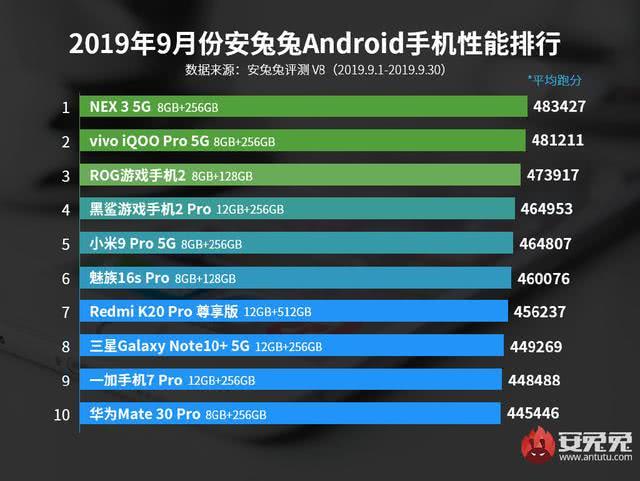 2019年9月份安兔兔Android手机性能排行
数据来源：安兔兔评测 V8（2019.9.1-2019.9.30）
*平均跑分
1 NEX 3 5G 8GB+256GB 483427
2 vivo iQOO Pro 5G 8GB+256GB 481211
3 ROG游戏手机2 8GB+128GB 473917
4 黑鲨游戏手机2 Pro 12GB+256GB 464953
5 小米9 Pro 5G 8GB+256GB 464807
6 魅族16s Pro 8GB+128GB 460076
7 Redmi K20 Pro 尊享版 12GB+512GB 456237
8 三星Galaxy Note10+ 5G 12GB+256GB 449269
9 一加手机7 Pro 12GB+256GB 448488
10 华为Mate 30 Pro 8GB+256GB 445446
安兔兔
www.antutu.com